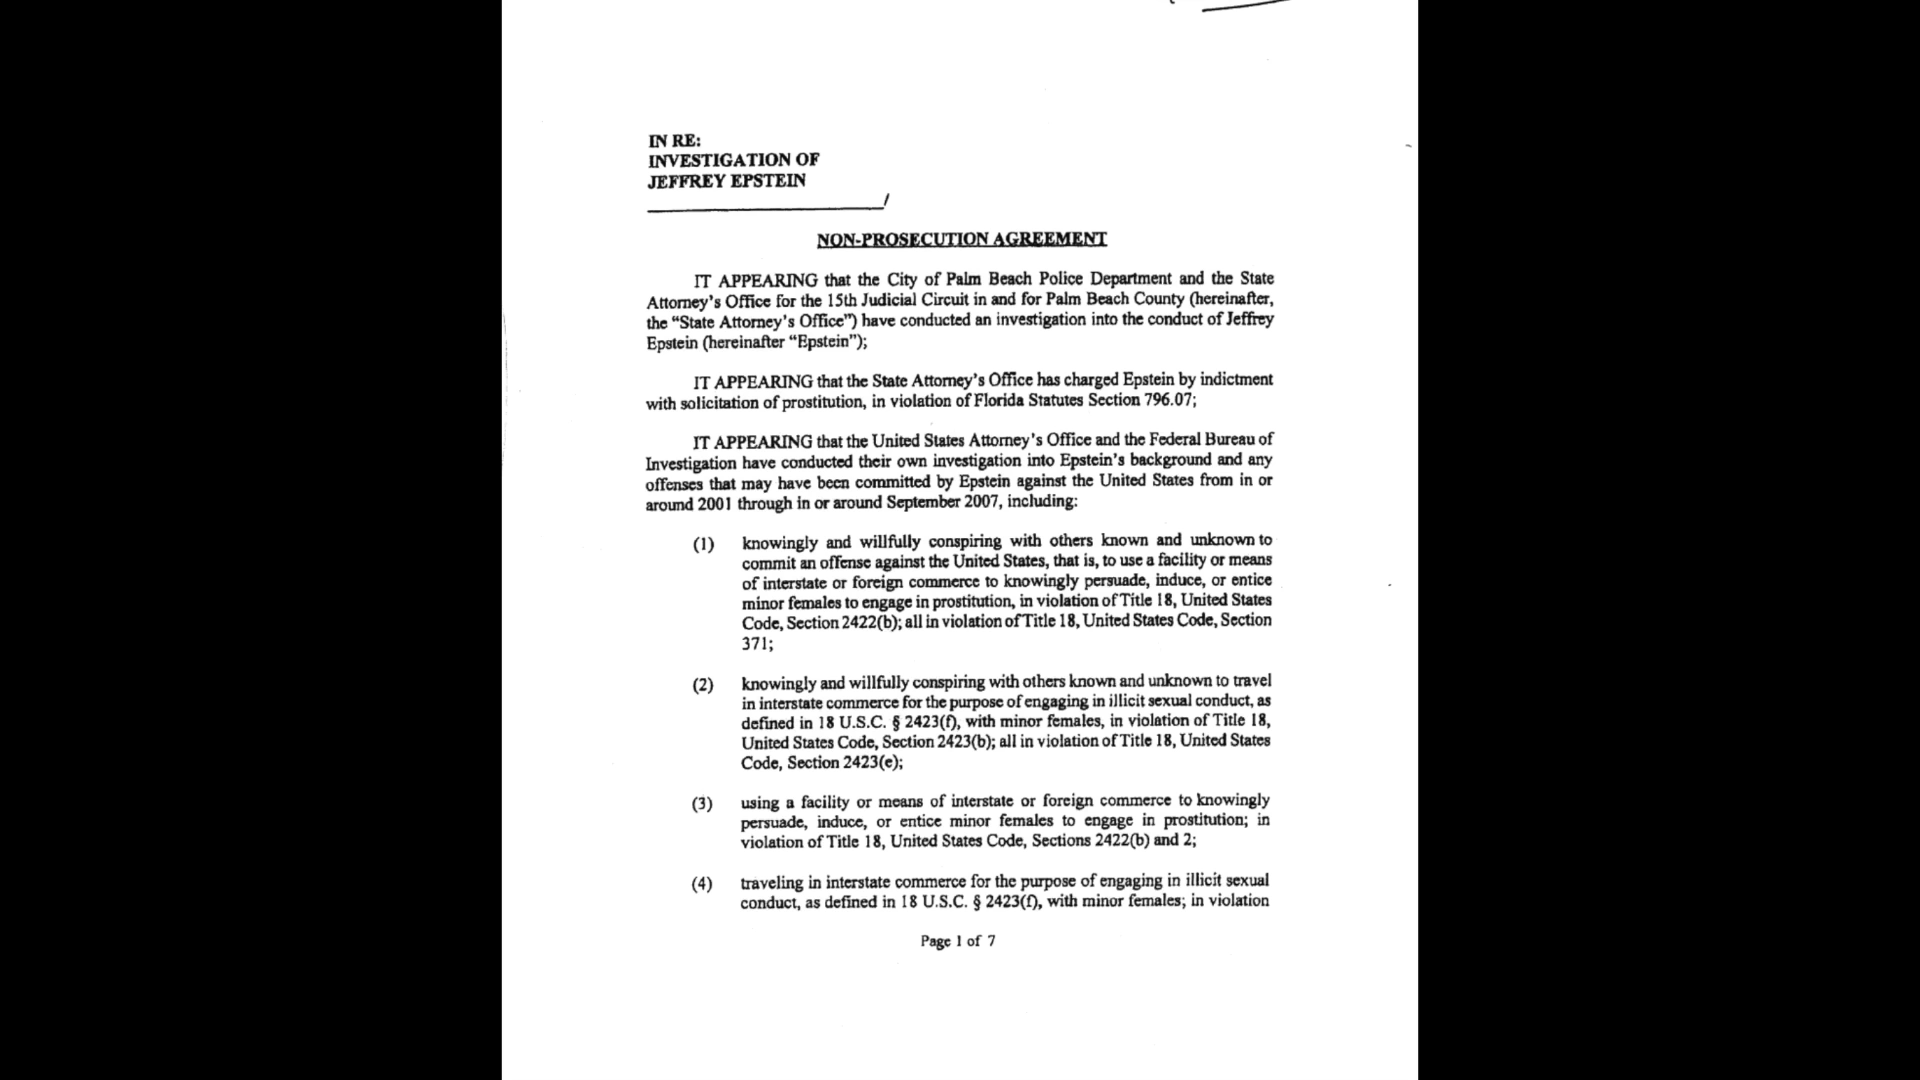 IN RE:
INVESTIGATION OF
JEFFREY EPSTEIN
/
NON-PROSECUTION AGREEMENT
IT APPEARING that the City of Palm Beach Police Department and the State
Attorney's Office for the 15th Judicial Circuit in and for Palm Beach County (hereinafter,
the “State Attorney's Office”) have conducted an investigation into the conduct of Jeffrey
Epstein (hereinafter “Epstein”);
IT APPEARING that the State Attorney's Office has charged Epstein by indictment
with solicitation of prostitution, in violation of Florida Statutes Section 796.07;
IT APPEARING that the United States Attorney's Office and the Federal Bureau of
Investigation have conducted their own investigation into Epstein's background and any
offenses that may have been committed by Epstein against the United States from in or
around 2001 through in or around September 2007, including:
(1) knowingly and willfully conspiring with others known and unknown to
commit an offense against the United States, that is, to use a facility or means
of interstate or foreign commerce to knowingly persuade, induce, or entice
minor females to engage in prostitution, in violation of Title 18, United States
Code, Section 2422(b); all in violation of Title 18, United States Code, Section
371;
(2) knowingly and willfully conspiring with others known and unknown to travel
in interstate commerce for the purpose of engaging in illicit sexual conduct, as
defined in 18 U.S.C. § 2423(f), with minor females, in violation of Title 18,
United States Code, Section 2423(b); all in violation of Title 18, United States
Code, Section 2423(e);
(3) using a facility or means of interstate or foreign commerce to knowingly
persuade, induce, or entice minor females to engage in prostitution; in
violation of Title 18, United States Code, Sections 2422(b) and 2;
(4) traveling in interstate commerce for the purpose of engaging in illicit sexual
conduct, as defined in 18 U.S.C. § 2423(f), with minor females; in violation
Page 1 of 7